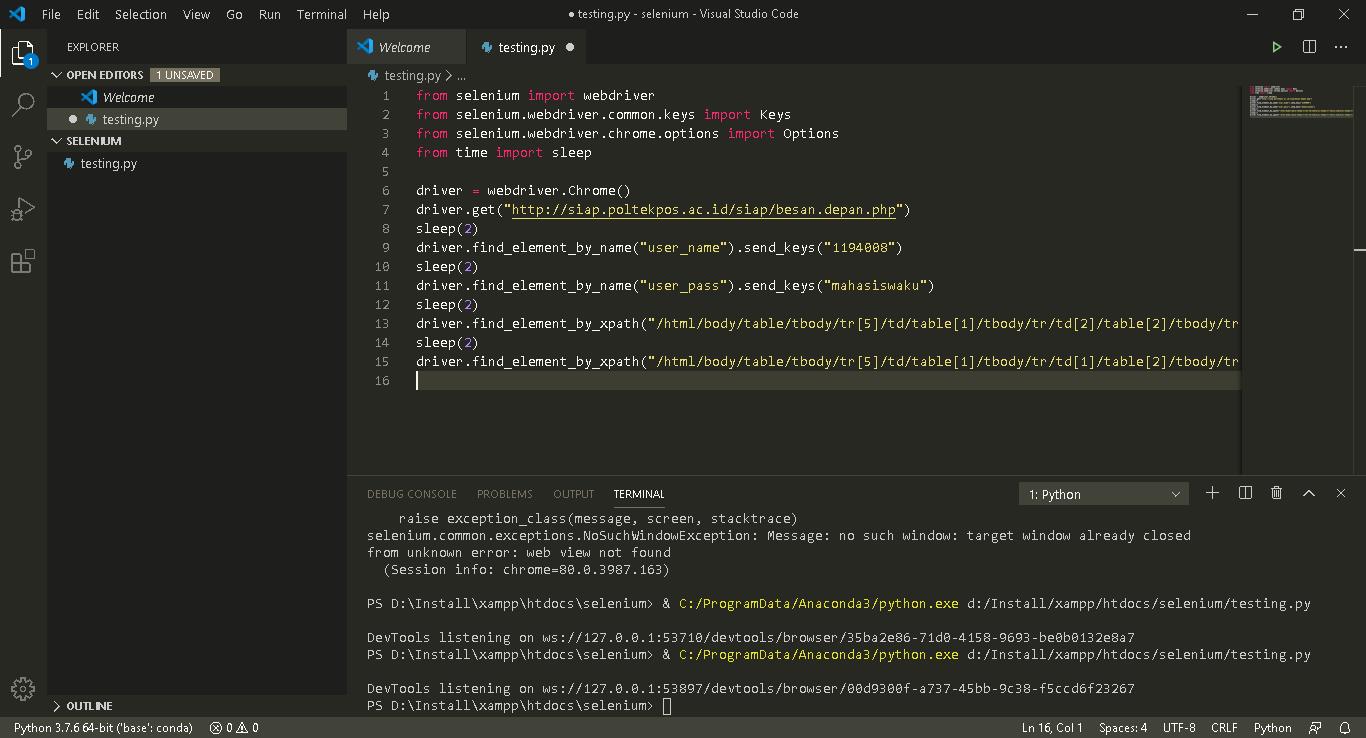 File Edit Selection View Go Run Terminal Help ● testing.py - selenium - Visual Studio Code
EXPLORER
OPEN EDITORS 1 UNSAVED
Welcome
testing.py
SELENIUM
testing.py
OUTLINE
Welcome testing.py
testing.py > ...
1 from selenium import webdriver
2 from selenium.webdriver.common.keys import Keys
3 from selenium.webdriver.chrome.options import Options
4 from time import sleep
5
6 driver = webdriver.Chrome()
7 driver.get("http://siap.poltekpos.ac.id/siap/besan.depan.php")
8 sleep(2)
9 driver.find_element_by_name("user_name").send_keys("1194008")
10 sleep(2)
11 driver.find_element_by_name("user_pass").send_keys("mahasiswaku")
12 sleep(2)
13 driver.find_element_by_xpath("/html/body/table/tbody/tr[5]/td/table[1]/tbody/tr/td[2]/table[2]/tbody/tr
14 sleep(2)
15 driver.find_element_by_xpath("/html/body/table/tbody/tr[5]/td/table[1]/tbody/tr/td[1]/table[2]/tbody/tr
16
DEBUG CONSOLE PROBLEMS OUTPUT TERMINAL 1: Python
raise exception_class(message, screen, stacktrace)
selenium.common.exceptions.NoSuchWindowException: Message: no such window: target window already closed
from unknown error: web view not found
(Session info: chrome=80.0.3987.163)
PS D:\Install\xampp\htdocs\selenium> & C:/ProgramData/Anaconda3/python.exe d:/Install/xampp/htdocs/selenium/testing.py
DevTools listening on ws://127.0.0.1:53710/devtools/browser/35ba2e86-71d0-4158-9693-be0b0132e8a7
PS D:\Install\xampp\htdocs\selenium> & C:/ProgramData/Anaconda3/python.exe d:/Install/xampp/htdocs/selenium/testing.py
DevTools listening on ws://127.0.0.1:53897/devtools/browser/00d9300f-a737-45bb-9c38-f5ccd6f23267
PS D:\Install\xampp\htdocs\selenium>
Python 3.7.6 64-bit ('base': conda) 0 0 Ln 16, Col 1 Spaces: 4 UTF-8 CRLF Python